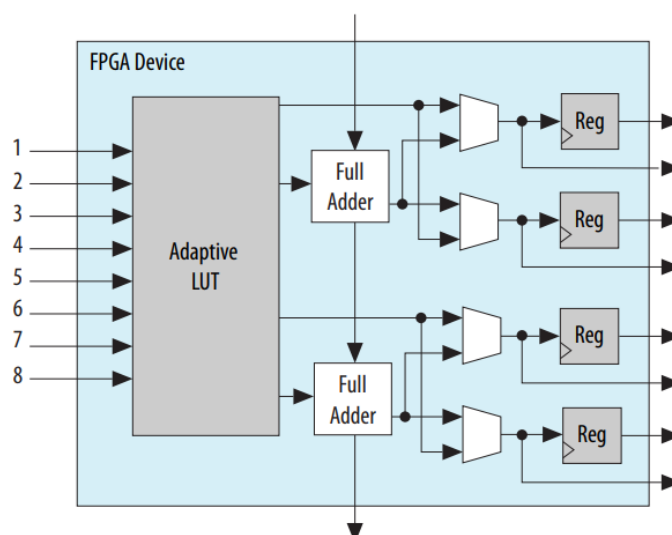 FPGA Device
1
2
3
4
5
6
7
8
Adaptive
LUT
Full
Adder
Full
Adder
Reg
Reg
Reg
Reg